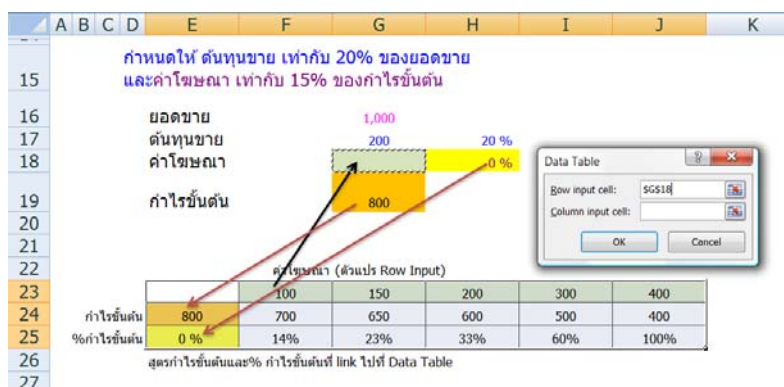 A B C D E F G H I J K
กำหนดให้ ต้นทุนขาย เท่ากับ 20% ของยอดขาย
15 และค่าโฆษณา เท่ากับ 15% ของกำไรขั้นต้น
16 ยอดขาย 1,000
17 ต้นทุนขาย 200 20 %
18 ค่าโฆษณา 0 %
19 กำไรขั้นต้น 800
Data Table
Row input cell: $G$18
Column input cell:
OK Cancel
20
21
22 ค่าโฆษณา (ตัวแปร Row Input)
23 100 150 200 300 400
24 กำไรขั้นต้น 800 700 650 600 500 400
25 %กำไรขั้นต้น 0 % 14% 23% 33% 60% 100%
26 สูตรกำไรขั้นต้นและ% กำไรขั้นต้นที่ link ไปที่ Data Table
27